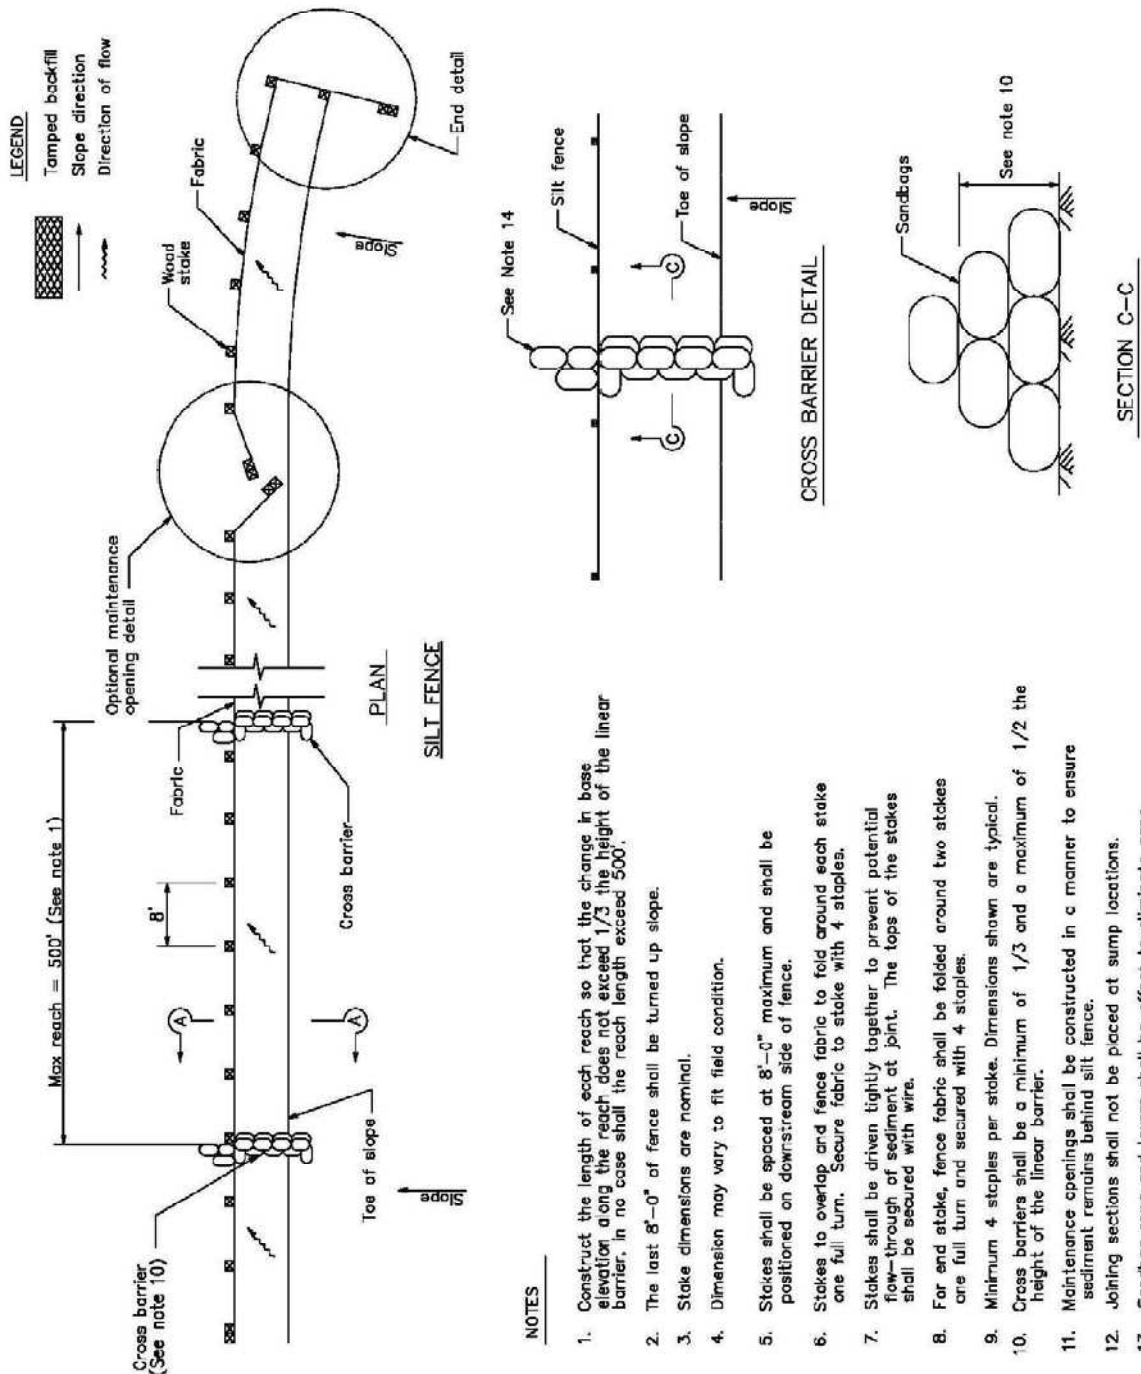 LEGEND
Tamped backfill
Slope direction
Direction of flow
Max reach = 500' (See note 1)
8'
A
A
Cross barrier
(See note 10)
Slope
Toe of slope
Fabric
Cross barrier
Optional maintenance
opening detail
Wood
stake
Fabric
Slope
End detail
PLAN
SILT FENCE
See Note 14
Silt fence
Toe of slope
C
C
Slope
CROSS BARRIER DETAIL
Sandbags
See note 10
SECTION C-C
NOTES
1. Construct the length of each reach so that the change in base
elevation along the reach does not exceed 1/3 the height of the linear
barrier. In no case shall the reach length exceed 500'.
2. The last 8'-0" of fence shall be turned up slope.
3. Stake dimensions are nominal.
4. Dimension may vary to fit field condition.
5. Stakes shall be spaced at 8'-0" maximum and shall be
positioned on downstream side of fence.
6. Stakes to overlap and fence fabric to fold around each stake
one full turn. Secure fabric to stake with 4 staples.
7. Stakes shall be driven tightly together to prevent potential
flow-through of sediment at joint. The tops of the stakes
shall be secured with wire.
8. For end stake, fence fabric shall be folded around two stakes
one full turn and secured with 4 staples.
9. Minimum 4 staples per stake. Dimensions shown are typical.
10. Cross barriers shall be a minimum of 1/3 and a maximum of 1/2 the
height of the linear barrier.
11. Maintenance openings shall be constructed in a manner to ensure
sediment remains behind silt fence.
12. Joining sections shall not be placed at sump locations.
13.